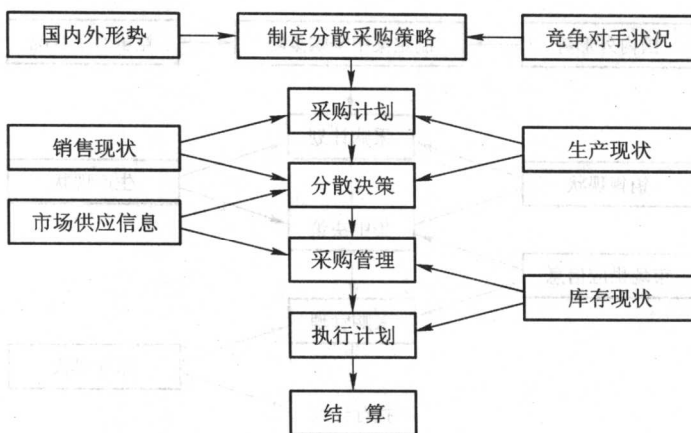 国内外形势
制定分散采购策略
竞争对手状况
采购计划
销售现状
生产现状
分散决策
市场供应信息
采购管理
库存现状
执行计划
结 算